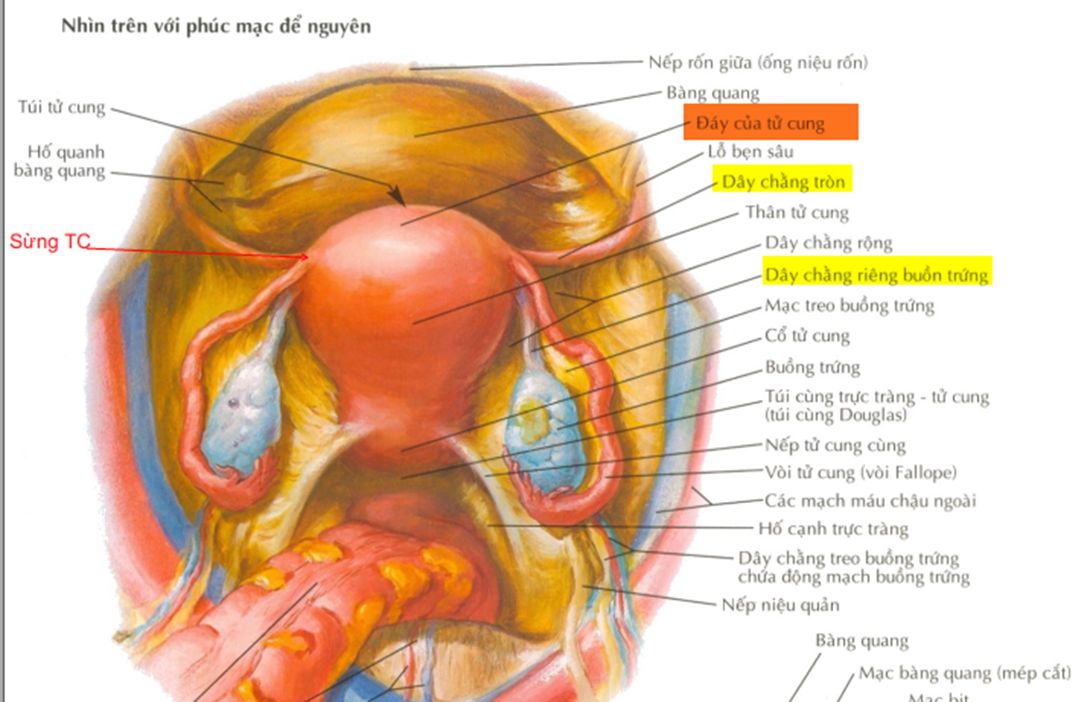 Nhìn trên với phúc mạc để nguyên
Nếp rốn giữa (ống niệu rốn)
Bàng quang
Túi tử cung
Đáy của tử cung
Hố quanh
bàng quang
Lỗ bẹn sâu
Dây chằng tròn
Thân tử cung
Sừng TC
Dây chằng rộng
Dây chằng riêng buồn trứng
Mạc treo buồng trứng
Cổ tử cung
Buồng trứng
Túi cùng trực tràng - tử cung
(túi cùng Douglas)
Nếp tử cung cùng
Vòi tử cung (vòi Fallope)
Các mạch máu chậu ngoài
Hố cạnh trực tràng
Dây chằng treo buồng trứng
chứa động mạch buồng trứng
Nếp niệu quản
Bàng quang
Mạc bàng quang (mép cắt)
Mạc bịt